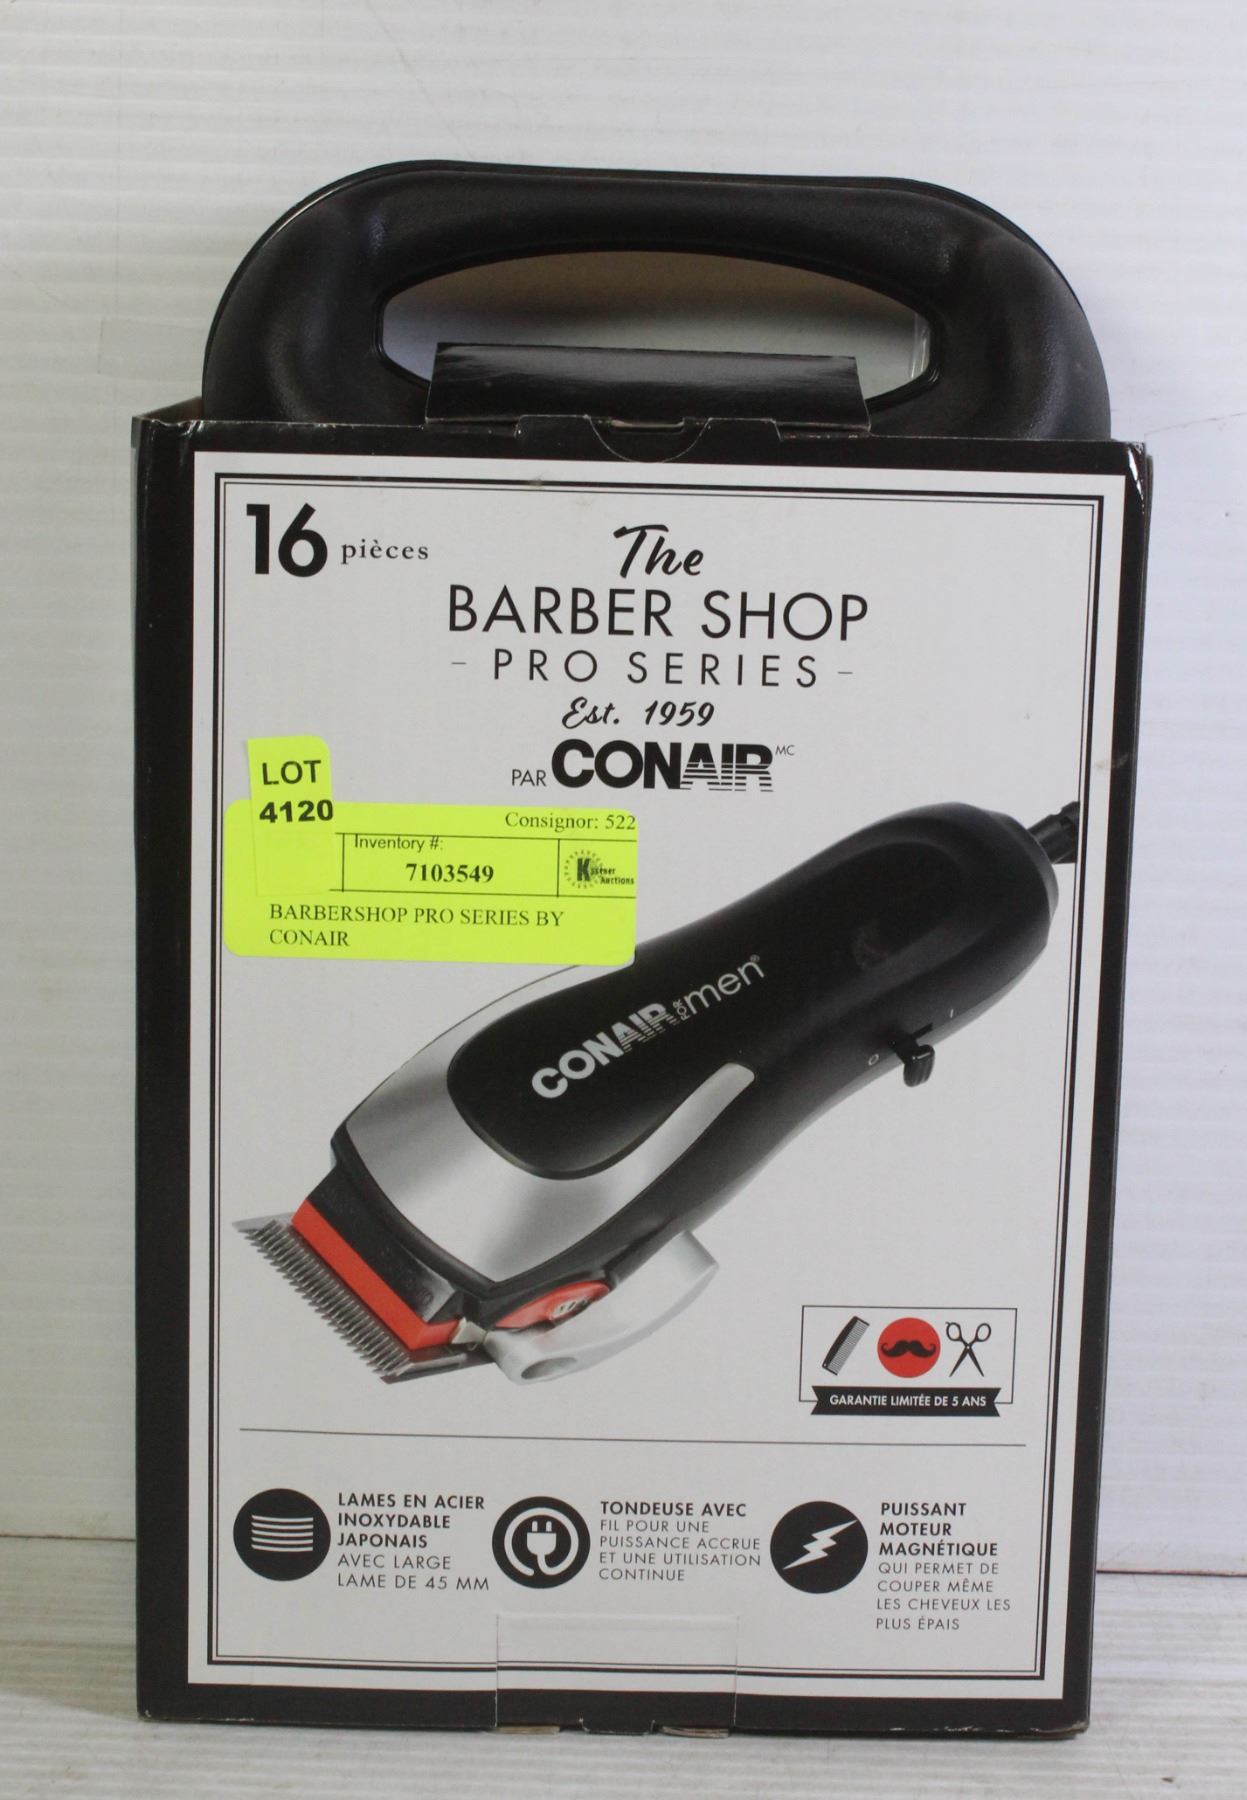 16 pièces
The
BARBER SHOP
- PRO SERIES -
Est. 1959
PAR CONAIR MC
LOT
4120
Consignor: 522
Inventory #:
7103549
Auctions
BARBERSHOP PRO SERIES BY
CONAIR
CONAIR FOR men®
GARANTIE LIMITÉE DE 5 ANS
LAMES EN ACIER
INOXYDABLE
JAPONAIS
AVEC LARGE
LAME DE 45 MM
TONDEUSE AVEC
FIL POUR UNE
PUISSANCE ACCRUE
ET UNE UTILISATION
CONTINUE
PUISSANT
MOTEUR
MAGNÉTIQUE
QUI PERMET DE
COUPER MÊME
LES CHEVEUX LES
PLUS ÉPAIS